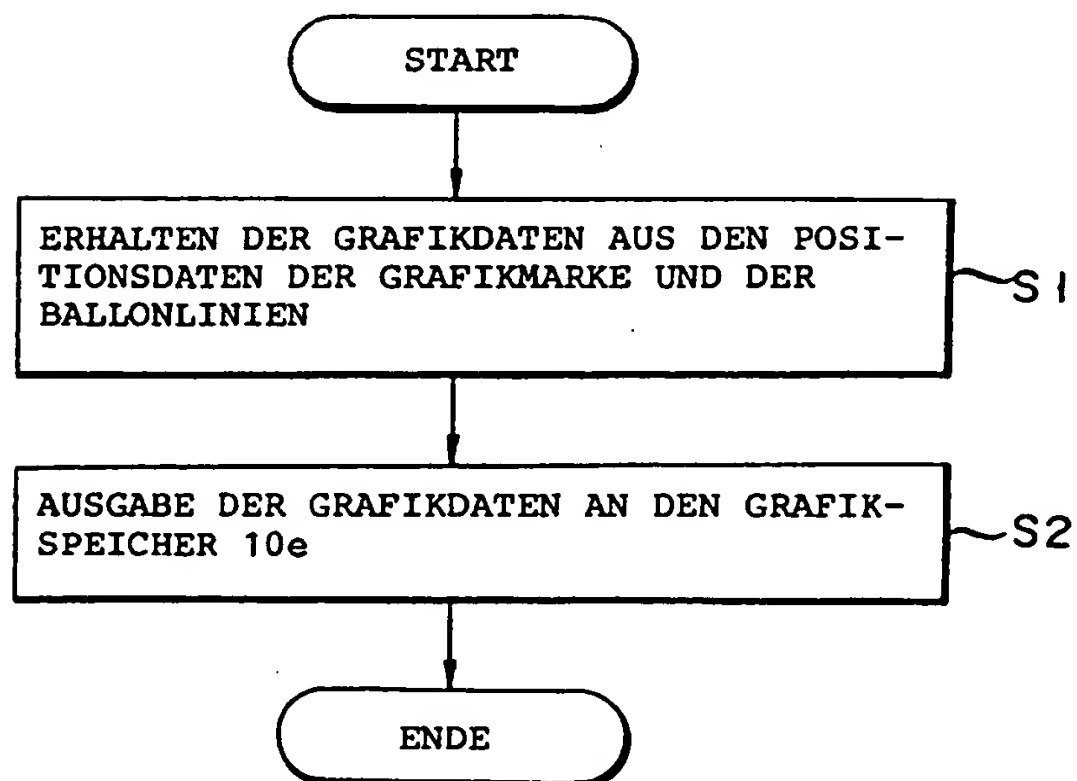 START
ERHALTEN DER GRAFIKDATEN AUS DEN POSI-
TIONSDATEN DER GRAFIKMARKE UND DER
BALLONLINIEN
S1
AUSGABE DER GRAFIKDATEN AN DEN GRAFIK-
SPEICHER 10e
S2
ENDE